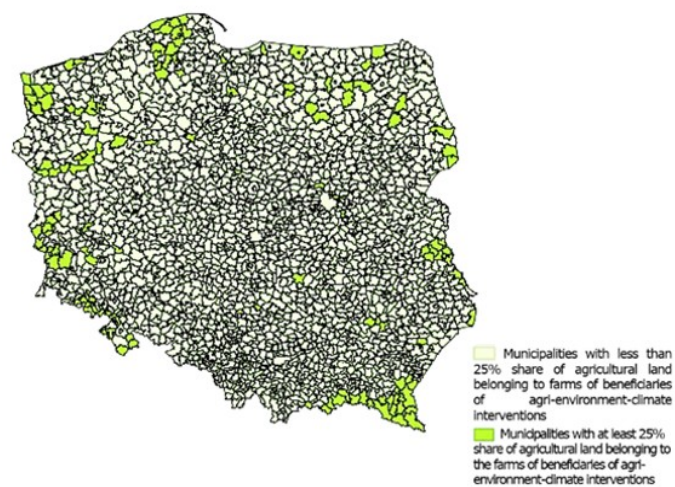 Municipalities with less than
25% share of agricultural land
belonging to farms of beneficiaries
of agri-environment-climate
interventions
Municipalities with at least 25%
share of agricultural land belonging to
the farms of beneficiaries of agri-
environment-climate interventions